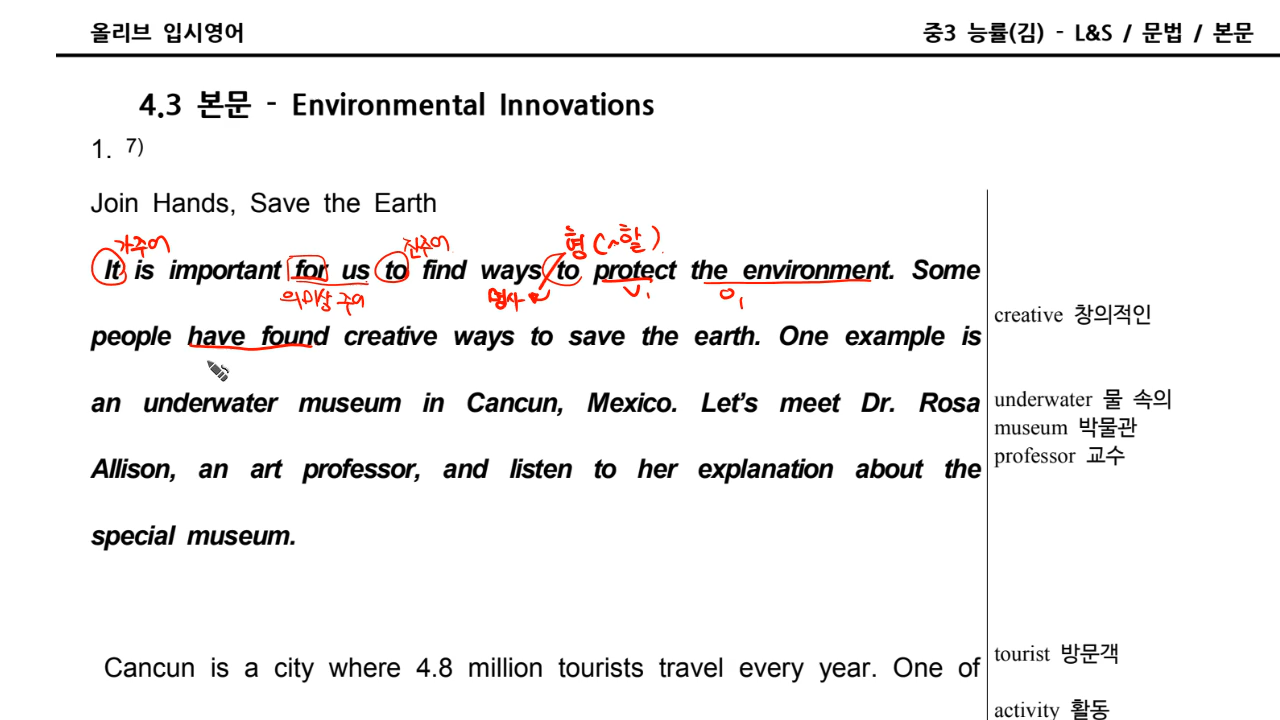 올리브 입시영어
중3 능률(김) - L&S / 문법 / 본문
4.3 본문 - Environmental Innovations
1. 7)
Join Hands, Save the Earth
가주어 진주어 형 (~할)
It is important for us to find ways to protect the environment. Some
의미상 주어 명사 V₁ O₁
people have found creative ways to save the earth. One example is
creative 창의적인
an underwater museum in Cancun, Mexico. Let's meet Dr. Rosa
underwater 물 속의
museum 박물관
professor 교수
Allison, an art professor, and listen to her explanation about the
special museum.
Cancun is a city where 4.8 million tourists travel every year. One of
tourist 방문객
activity 활동